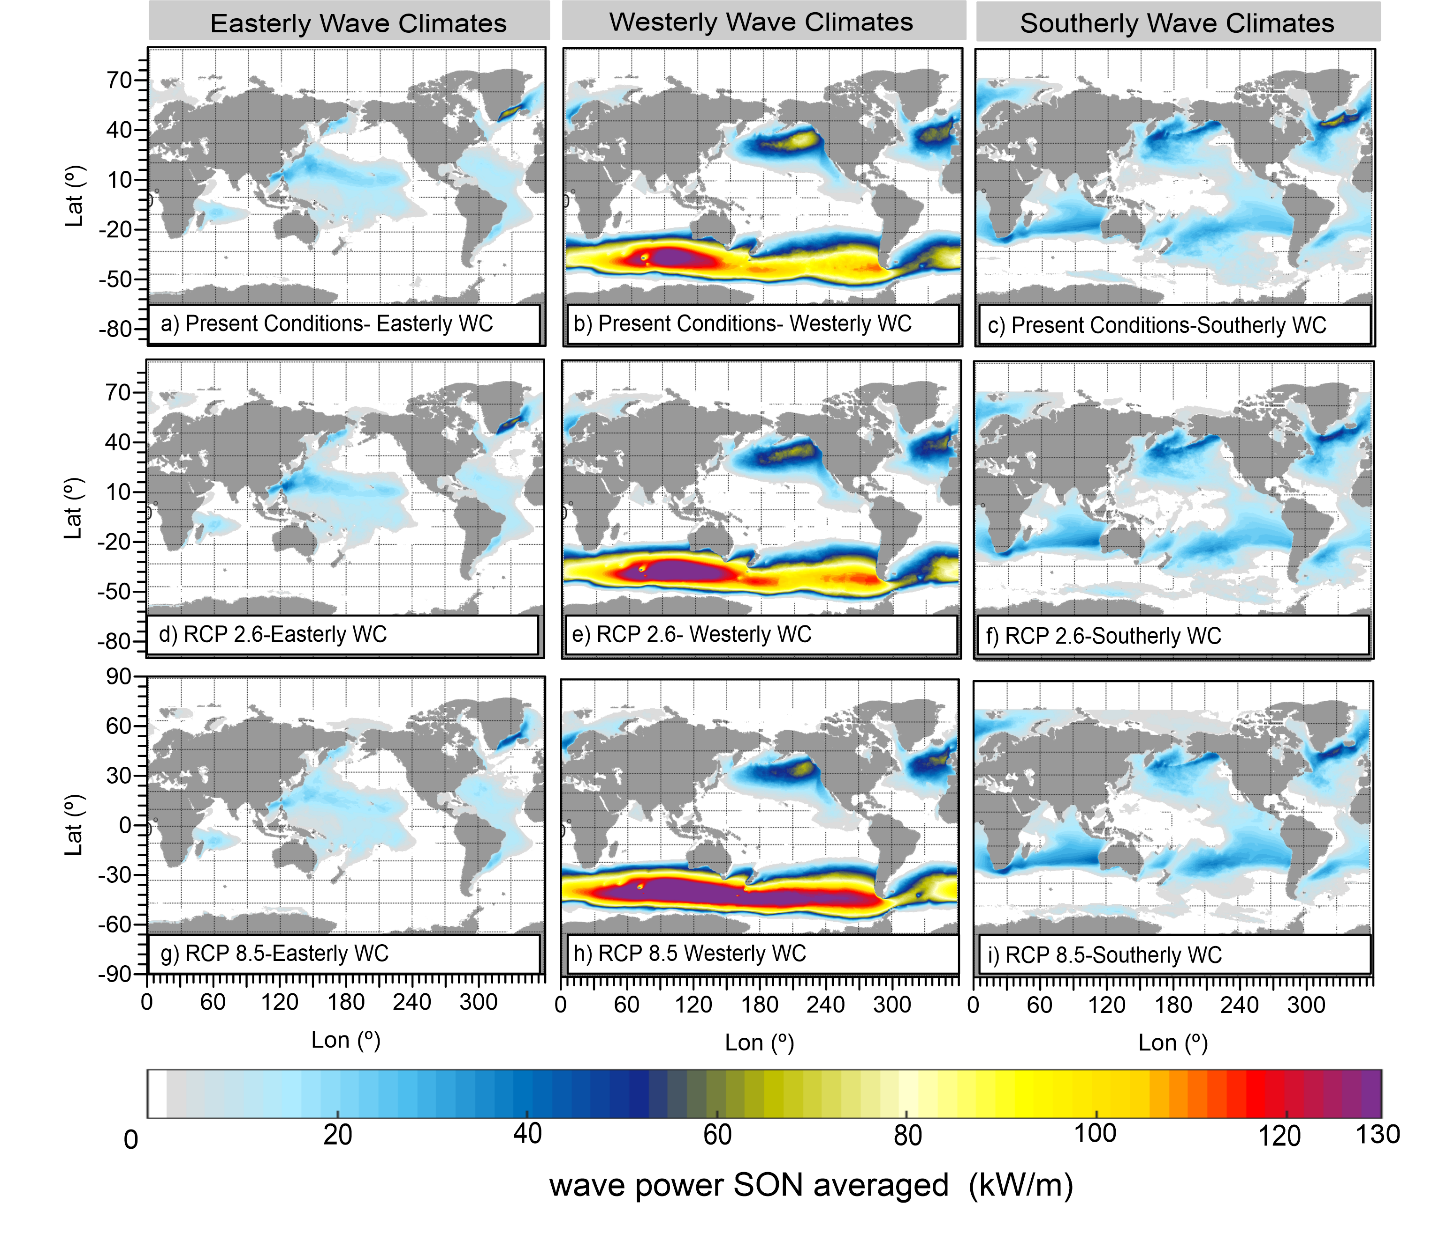 Easterly Wave Climates
Westerly Wave Climates
Southerly Wave Climates
70
40
10
-20
-50
-80
Lat (º)
a) Present Conditions- Easterly WC
b) Present Conditions- Westerly WC
c) Present Conditions-Southerly WC
70
40
10
-20
-50
-80
Lat (º)
d) RCP 2.6-Easterly WC
e) RCP 2.6- Westerly WC
f) RCP 2.6-Southerly WC
90
60
30
0
-30
-60
-90
Lat (º)
g) RCP 8.5-Easterly WC
h) RCP 8.5 Westerly WC
i) RCP 8.5-Southerly WC
0 60 120 180 240 300
0 60 120 180 240 300
0 60 120 180 240 300
Lon (º)
Lon (º)
Lon (º)
0 20 40 60 80 100 120 130
wave power SON averaged (kW/m)